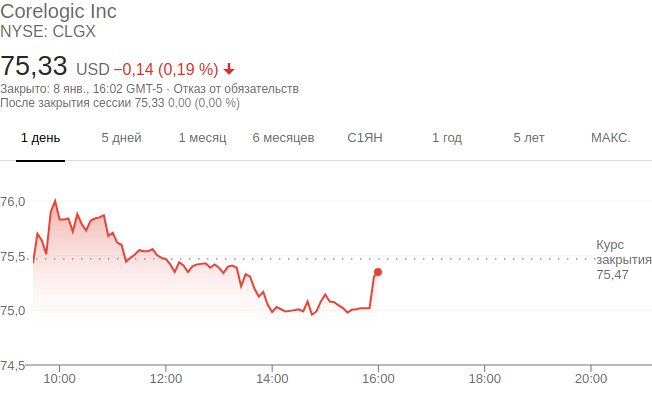 Corelogic Inc
NYSE: CLGX
75,33 USD −0,14 (0,19 %)
Закрыто: 8 янв., 16:02 GMT-5 · Отказ от обязательств
После закрытия сессии 75,33 0,00 (0,00 %)
1 день 5 дней 1 месяц 6 месяцев С1ЯН 1 год 5 лет МАКС.
76,0
75,5
75,0
74,5
Курс
закрытия
75,47
10:00 12:00 14:00 16:00 18:00 20:00